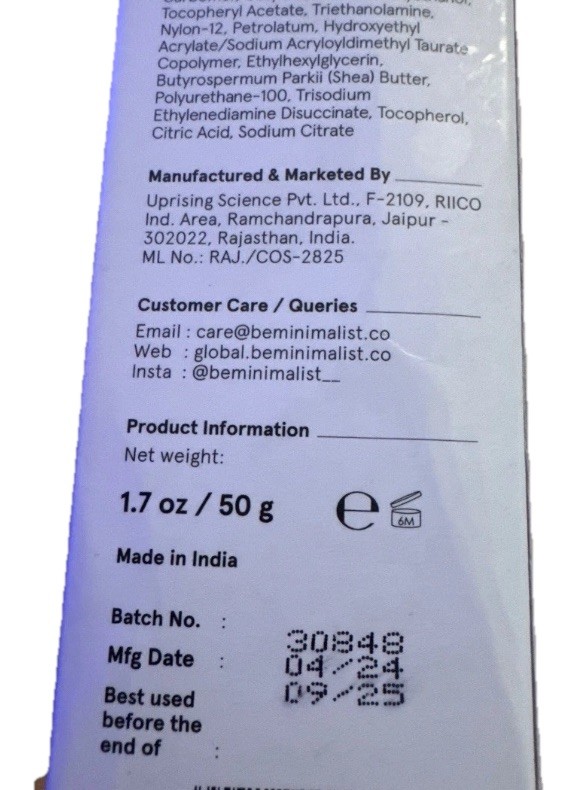 Tocopheryl Acetate, Triethanolamine,
Nylon-12, Petrolatum, Hydroxyethyl
Acrylate/Sodium Acryloyldimethyl Taurate
Copolymer, Ethylhexylglycerin,
Butyrospermum Parkii (Shea) Butter,
Polyurethane-100, Trisodium
Ethylenediamine Disuccinate, Tocopherol,
Citric Acid, Sodium Citrate
Manufactured & Marketed By
Uprising Science Pvt. Ltd., F-2109, RIICO
Ind. Area, Ramchandrapura, Jaipur -
302022, Rajasthan, India.
ML No.: RAJ./COS-2825
Customer Care / Queries
Email : care@beminimalist.co
Web : global.beminimalist.co
Insta : @beminimalist__
Product Information
Net weight:
1.7 oz / 50 g ℮ 6M
Made in India
Batch No. : 30848
Mfg Date : 04/24
Best used 09/25
before the
end of :